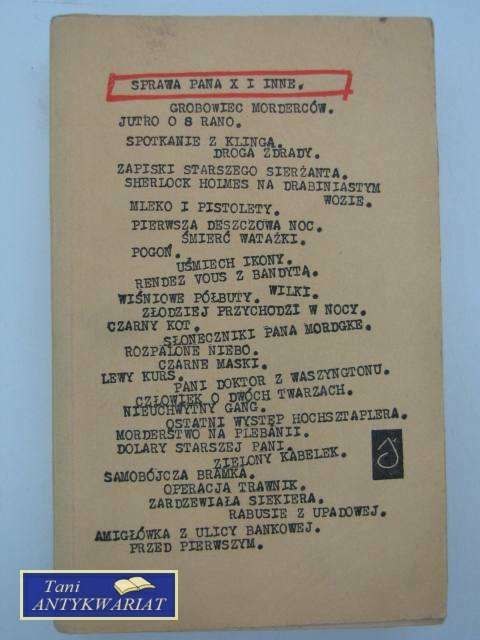 SPRAWA PANA X I INNE.
GROBOWIEC MORDERCÓW.
JUTRO O 8 RANO.
SPOTKANIE Z KLINGĄ.
DROGA ZDRADY.
ZAPISKI STARSZEGO SIERŻANTA.
SHERLOCK HOLMES NA DRABINIASTYM
WOZIE.
MLEKO I PISTOLETY.
PIERWSZA DESZCZOWA NOC.
ŚMIERĆ WATAŻKI.
POGOŃ.
UŚMIECH IKONY.
RENDEZ VOUS Z BANDYTĄ.
WIŚNIOWE PÓŁBUTY. WILKI.
ZŁODZIEJ PRZYCHODZI W NOCY.
CZARNY KOT.
SŁONECZNIKI PANA MORDGKE.
ROZPALONE NIEBO.
CZARNE MASKI.
LEWY KURS.
PANI DOKTOR Z WASZYNGTONU.
CZŁOWIEK O DWÓCH TWARZACH.
NIEUCHWYTNY GANG.
OSTATNI WYSTĘP HOCHSZTAPLERA.
MORDERSTWO NA PLEBANII.
DOLARY STARSZEJ PANI.
ZIELONY KABELEK.
SAMOBÓJCZA BRAMKA.
OPERACJA TRAWNIK.
ZARDZEWIAŁA SIEKIERA.
RABUSIE Z UPADOWEJ.
AMIGŁÓWKA Z ULICY BANKOWEJ.
PRZED PIERWSZYM.
Tani
ANTYKWARIAT